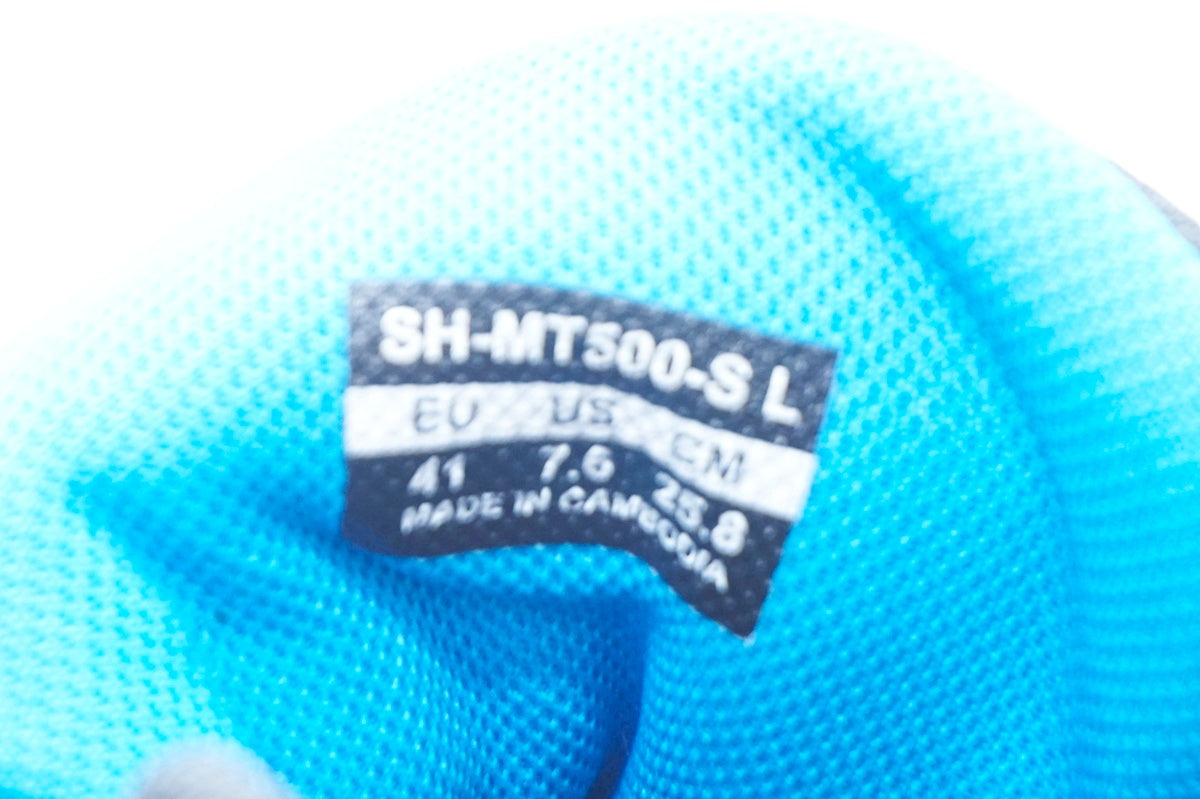 SH-MT500-S L
EU US CM
41 7.6 25.8
MADE IN CAMBODIA